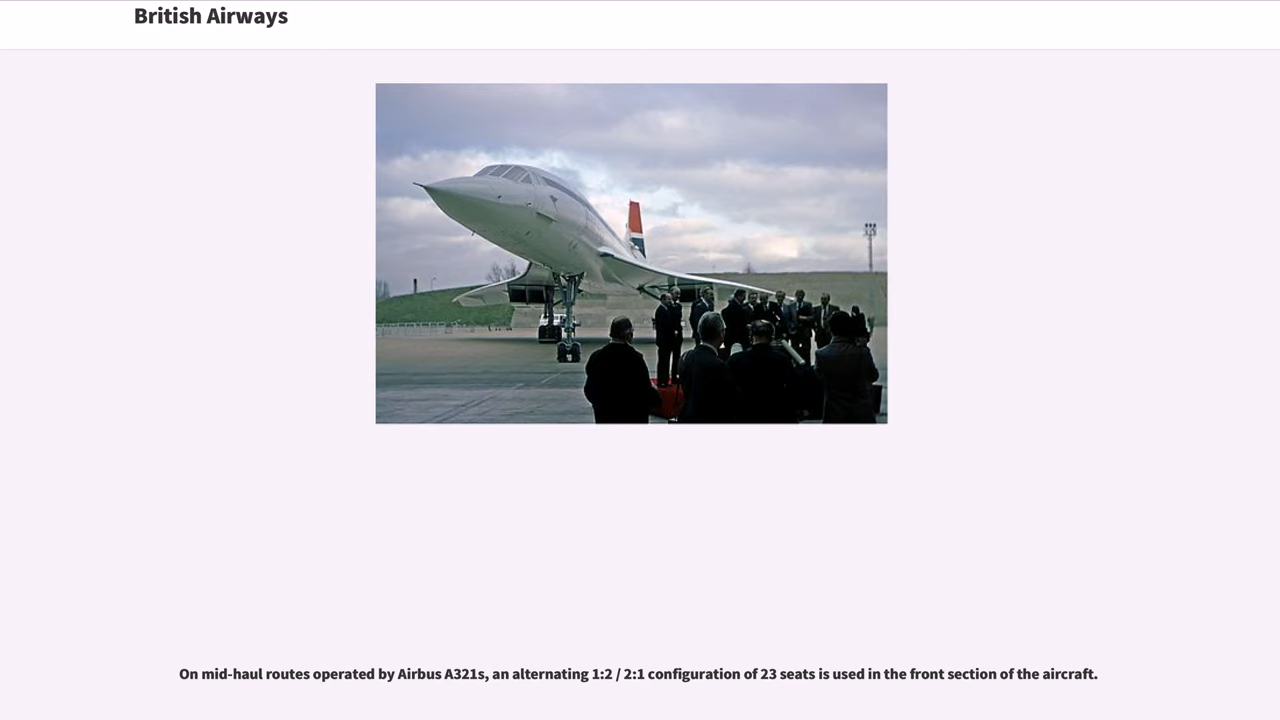 British Airways
On mid-haul routes operated by Airbus A321s, an alternating 1:2 / 2:1 configuration of 23 seats is used in the front section of the aircraft.